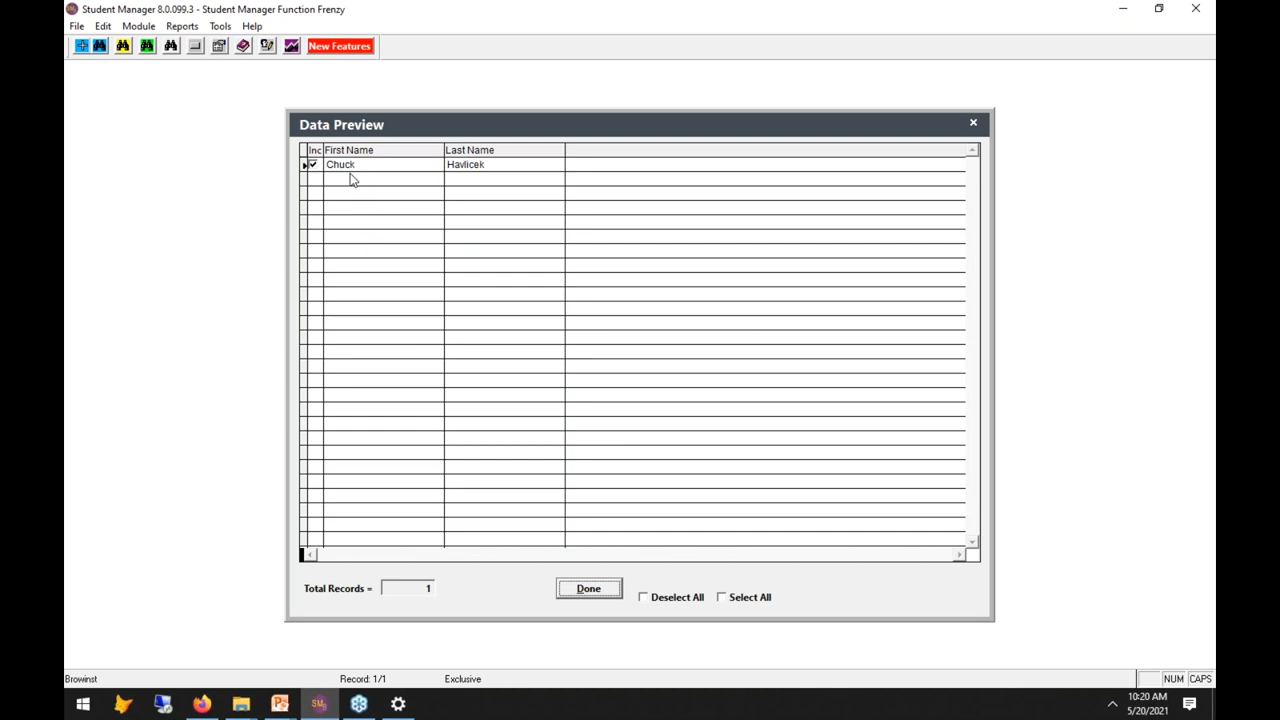 Student Manager 8.0.099.3 - Student Manager Function Frenzy
File Edit Module Reports Tools Help
New Features
Data Preview
Inc First Name Last Name
Chuck Havlicek
Total Records = 1
Done
Deselect All Select All
Browinst Record: 1/1 Exclusive NUM CAPS
SM8
10:20 AM
5/20/2021